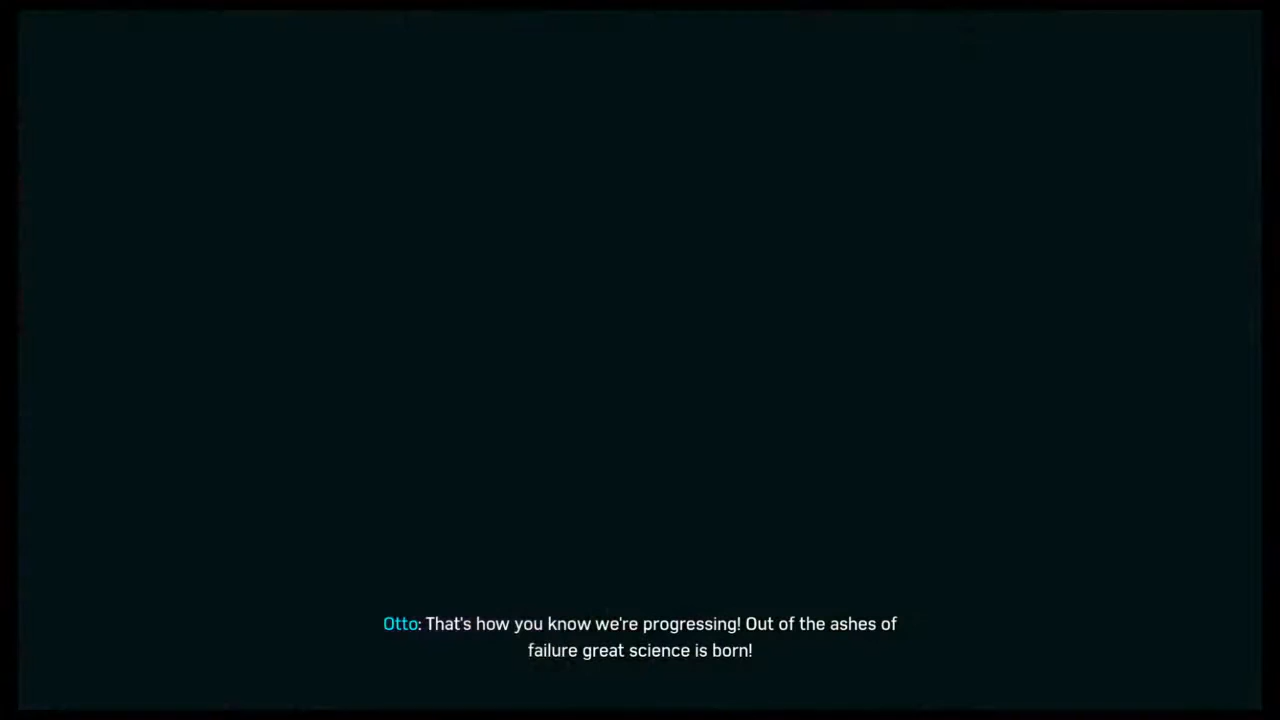 Otto: That's how you know we're progressing! Out of the ashes of
failure great science is born!